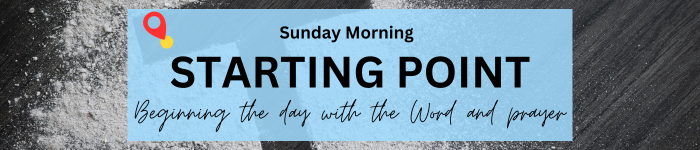 Sunday Morning
STARTING POINT
Beginning the day with the Word and prayer